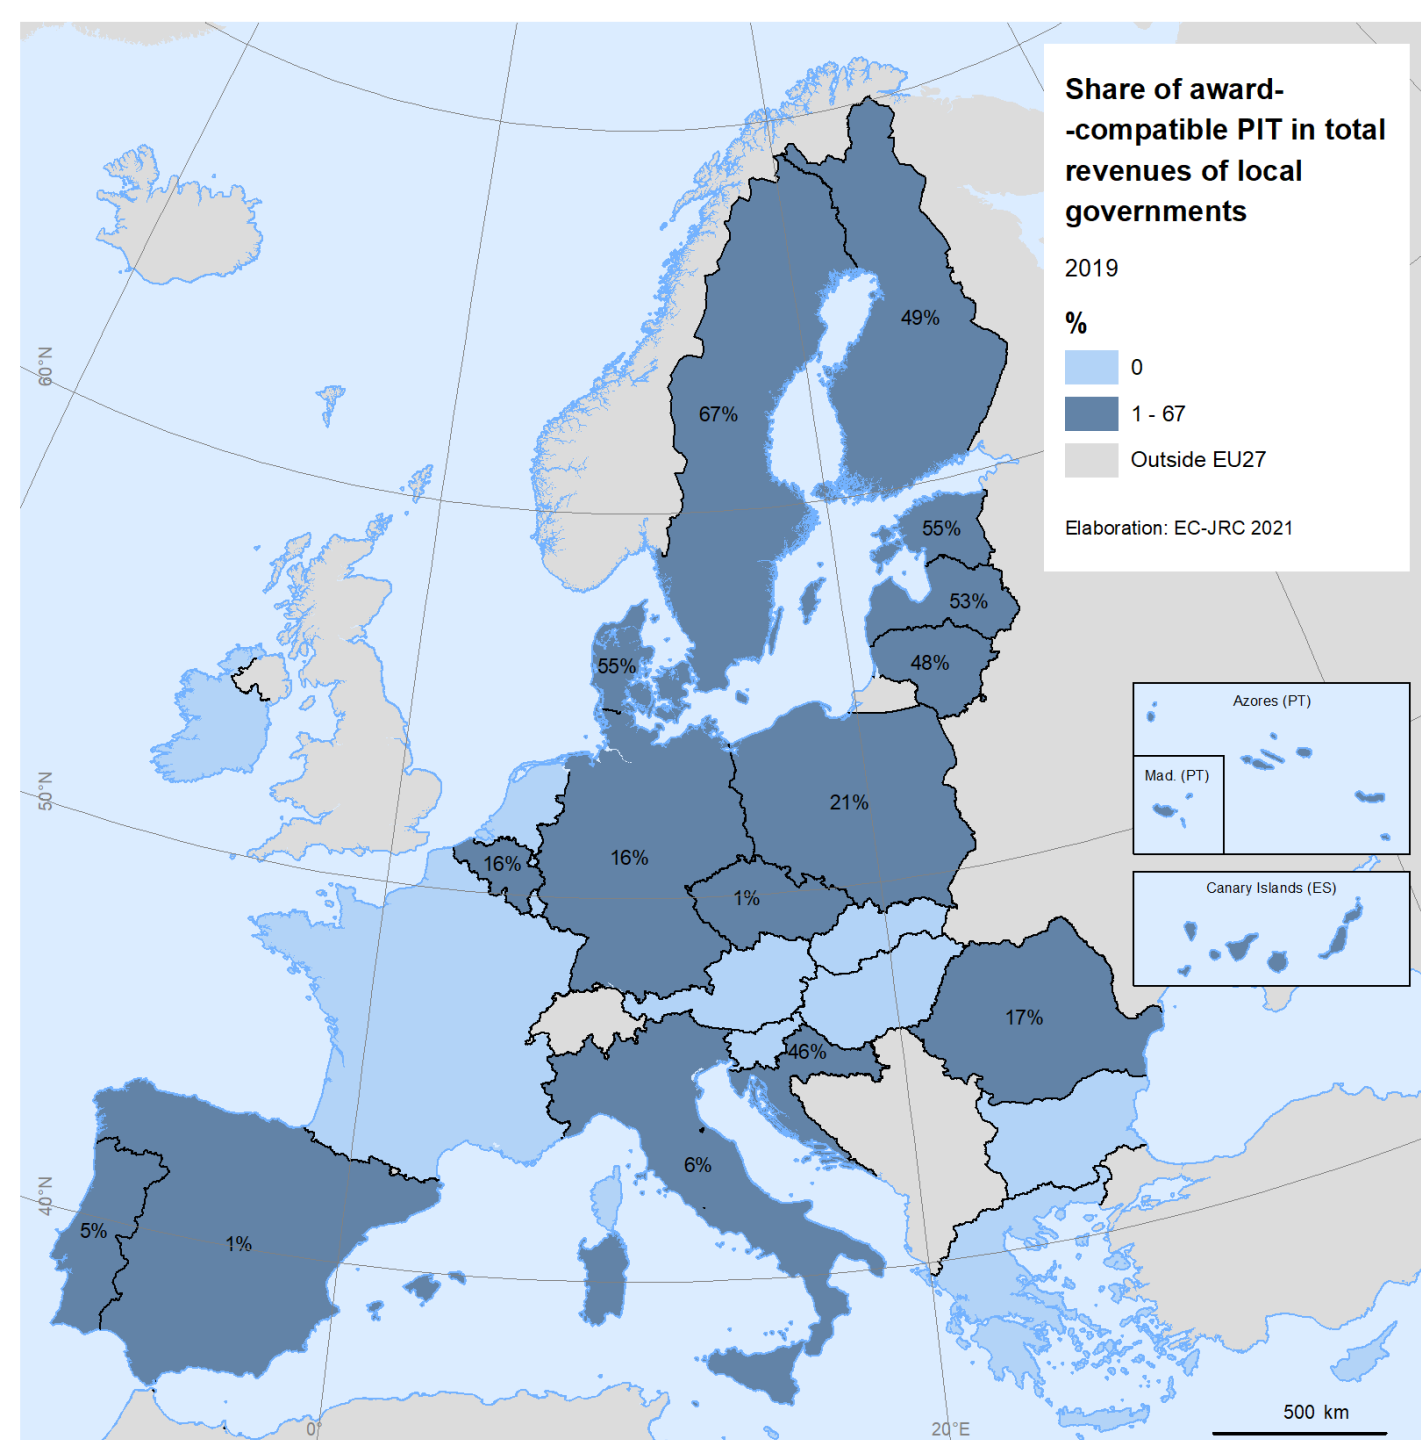 Share of award-
-compatible PIT in total
revenues of local
governments
2019
%
0
1 - 67
Outside EU27
Elaboration: EC-JRC 2021
60°N
49%
67%
55%
53%
55%
48%
Azores (PT)
Mad. (PT)
50°N
21%
16%
16%
1%
Canary Islands (ES)
17%
46%
6%
40°N
5%
1%
500 km
0°
20°E